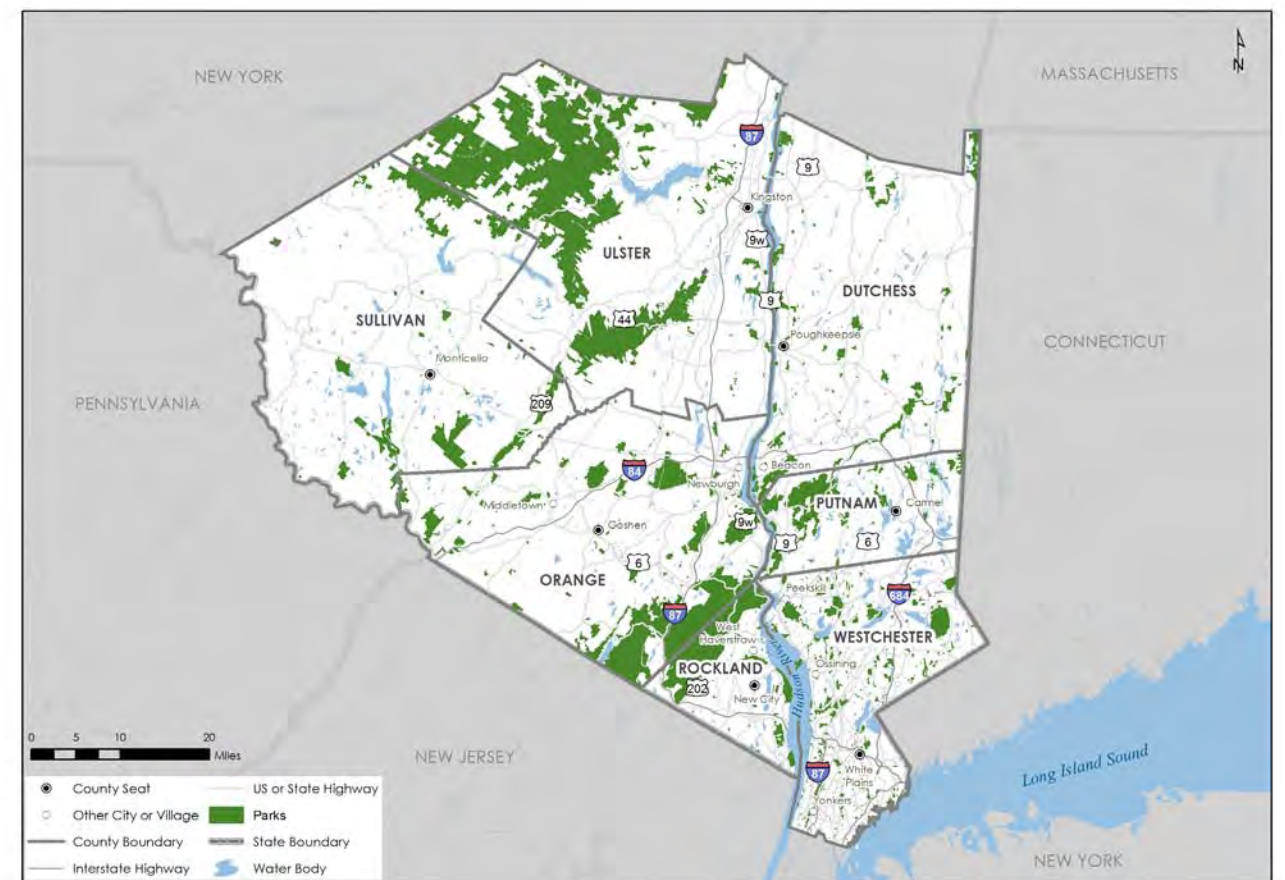 NEW YORK
MASSACHUSETTS
N
87
9
Kingston
9w
ULSTER
DUTCHESS
9
44
SULLIVAN
Poughkeepsie
CONNECTICUT
Monticello
PENNSYLVANIA
209
84
Beacon
Newburgh
Middletown
PUTNAM
Carmel
9w
Goshen
9
6
6
ORANGE
Peekskill
684
87
West
Haverstraw
WESTCHESTER
Hudson River
Ossining
ROCKLAND
202
New City
0 5 10 20
Miles
NEW JERSEY
Long Island Sound
87
White
Plains
Yonkers
County Seat
US or State Highway
Other City or Village
Parks
County Boundary
State Boundary
Interstate Highway
Water Body
NEW YORK